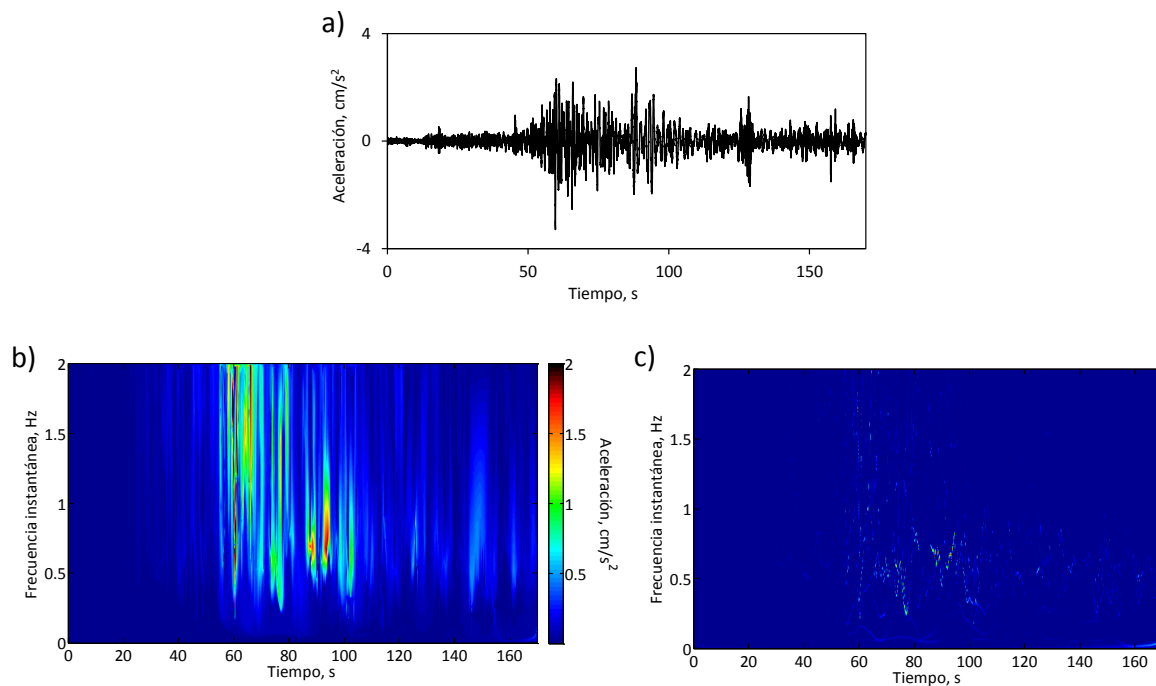 a)
4
0
-4
Aceleración, cm/s²
0 50 100 150
Tiempo, s
b)
2
1.5
1
0.5
0
Frecuencia instantánea, Hz
0 20 40 60 80 100 120 140 160
Tiempo, s
2
1.5
1
0.5
Aceleración, cm/s²
c)
2
1.5
1
0.5
0
Frecuencia instantánea, Hz
0 20 40 60 80 100 120 140 160
Tiempo, s